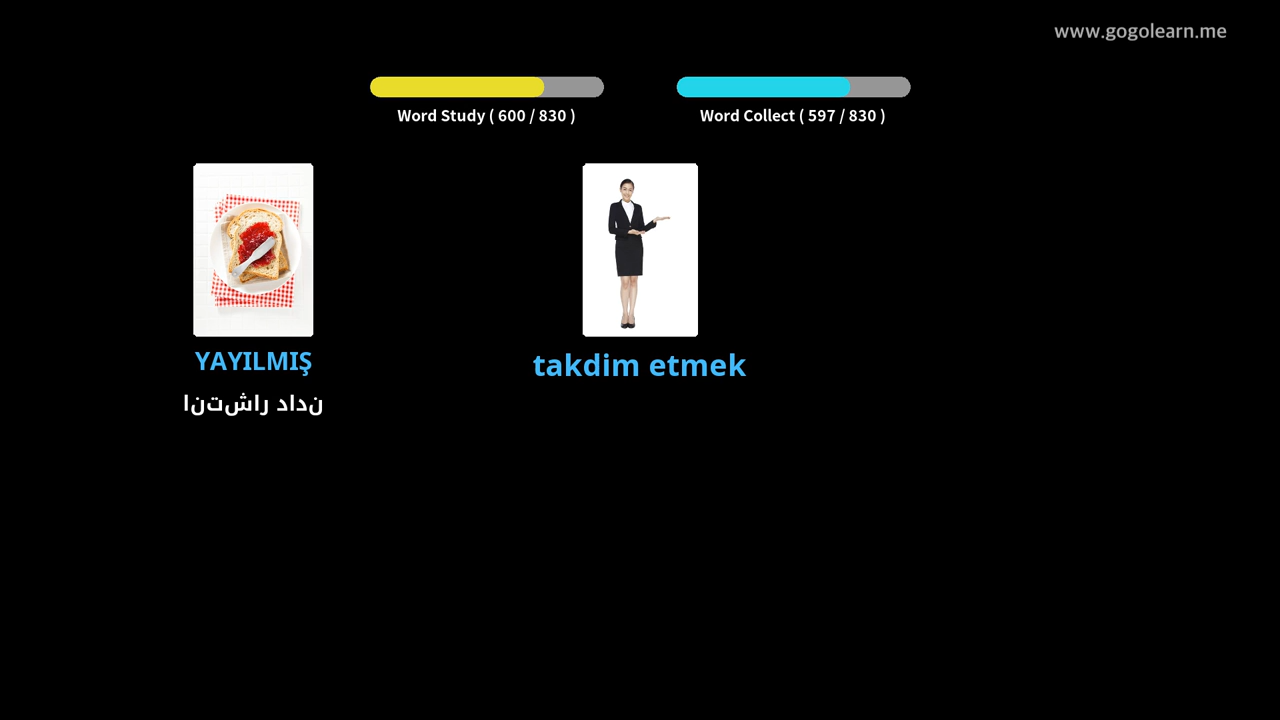 www.gogolearn.me
Word Study ( 600 / 830 )
Word Collect ( 597 / 830 )
YAYILMIŞ
takdim etmek
انتشار دادن